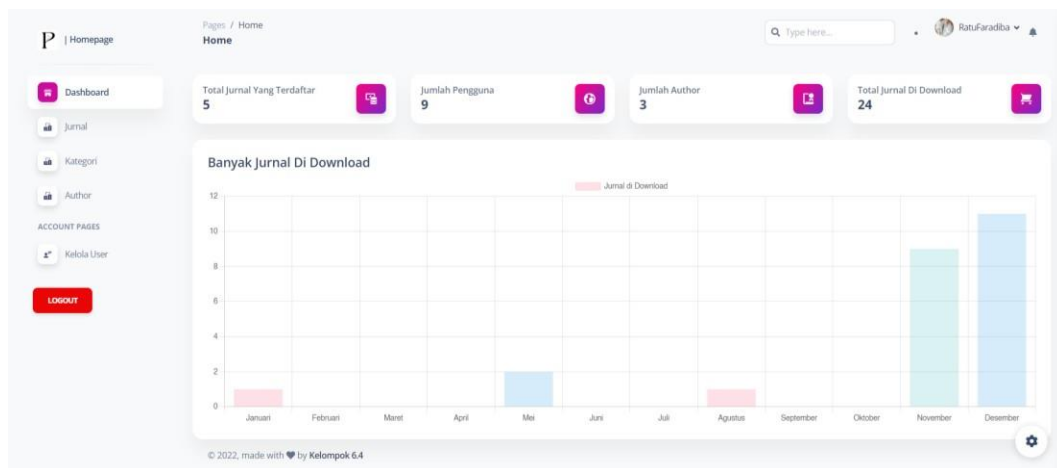 P | Homepage
Pages / Home
Home
Type here...
RatuFaradiba
Dashboard
Jurnal
Kategori
Author
ACCOUNT PAGES
Kelola User
LOGOUT
Total Jurnal Yang Terdaftar
5
Jumlah Pengguna
9
Jumlah Author
3
Total Jurnal Di Download
24
Banyak Jurnal Di Download
Jurnal di Download
12
10
8
6
4
2
0
Januari Februari Maret April Mei Juni Juli Agustus September Oktober November Desember
© 2022, made with ♥ by Kelompok 6.4